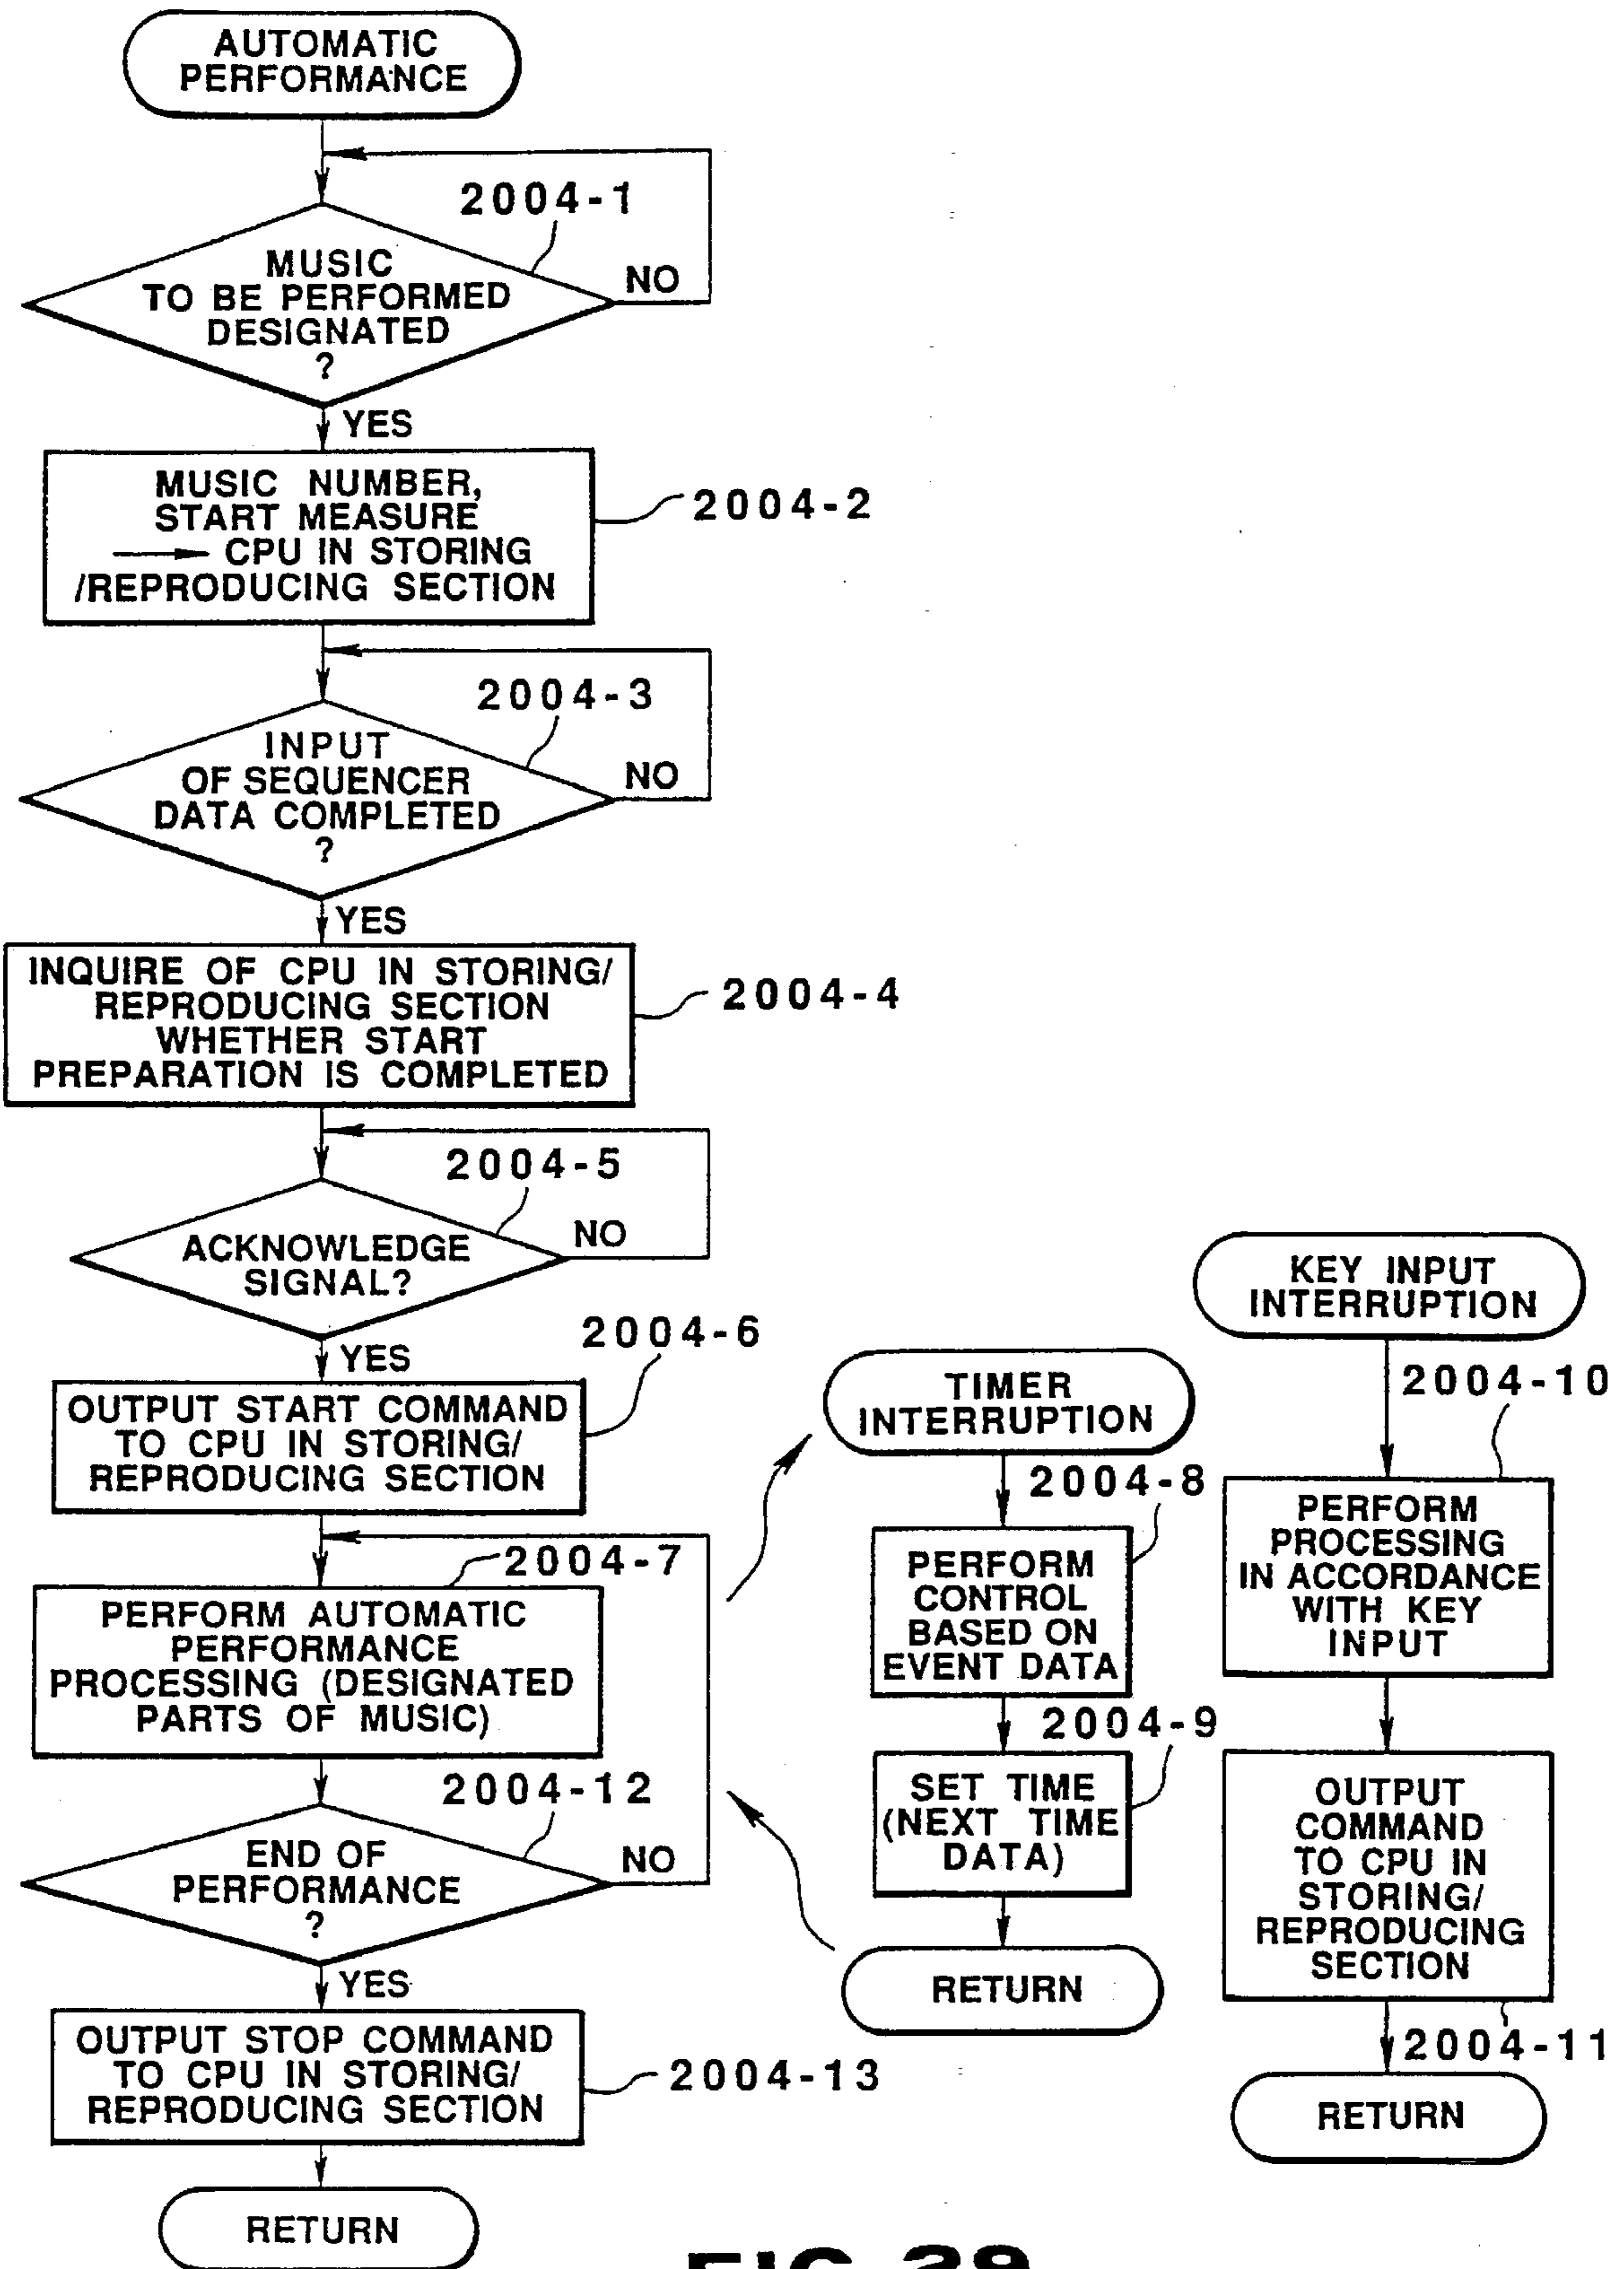 AUTOMATIC
PERFORMANCE
2004-1
MUSIC
TO BE PERFORMED
DESIGNATED
?
NO
YES
MUSIC NUMBER,
START MEASURE
→ CPU IN STORING
/REPRODUCING SECTION
2004-2
2004-3
INPUT
OF SEQUENCER
DATA COMPLETED
?
NO
YES
INQUIRE OF CPU IN STORING/
REPRODUCING SECTION
WHETHER START
PREPARATION IS COMPLETED
2004-4
2004-5
ACKNOWLEDGE
SIGNAL?
NO
YES
2004-6
OUTPUT START COMMAND
TO CPU IN STORING/
REPRODUCING SECTION
2004-7
PERFORM AUTOMATIC
PERFORMANCE
PROCESSING (DESIGNATED
PARTS OF MUSIC)
2004-12
END OF
PERFORMANCE
?
NO
YES
OUTPUT STOP COMMAND
TO CPU IN STORING/
REPRODUCING SECTION
2004-13
RETURN
TIMER
INTERRUPTION
2004-8
PERFORM
CONTROL
BASED ON
EVENT DATA
2004-9
SET TIME
(NEXT TIME
DATA)
RETURN
KEY INPUT
INTERRUPTION
2004-10
PERFORM
PROCESSING
IN ACCORDANCE
WITH KEY
INPUT
OUTPUT
COMMAND
TO CPU IN
STORING/
REPRODUCING
SECTION
2004-11
RETURN